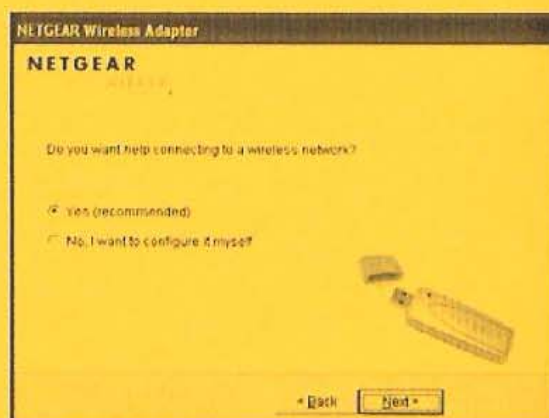 NETGEAR Wireless Adapter
NETGEAR
Do you want help connecting to a wireless network?
Yes (recommended)
No, I want to configure it myself
< Back
Next >